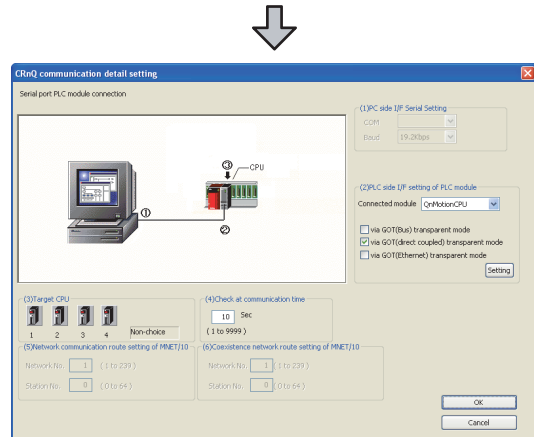 CRnQ communication detail setting
Serial port PLC module connection
(1)PC side I/F Serial Setting
COM
Baud 19.2Kbps
③
CPU
①
②
(2)PLC side I/F setting of PLC module
Connected module QnMotionCPU
via GOT(Bus) transparent mode
via GOT(direct coupled) transparent mode
via GOT(Ethernet) transparent mode
Setting
(3)Target CPU
1 2 3 4 Non-choice
(4)Check at communication time
10 Sec
( 1 to 9999 )
(5)Network communication route setting of MNET/10
Network No. 1 ( 1 to 239 )
Station No. 0 ( 0 to 64 )
(6)Coexistence network route setting of MNET/10
Network No. 1 ( 1 to 239 )
Station No. 0 ( 0 to 64 )
OK
Cancel